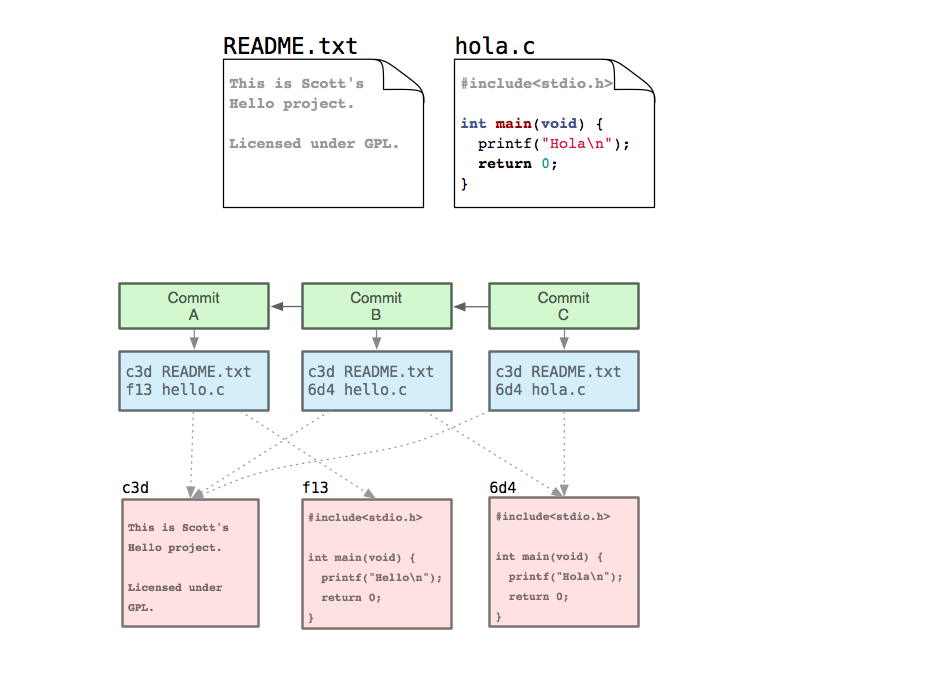 README.txt
This is Scott's
Hello project.
Licensed under GPL.
hola.c
#include<stdio.h>
int main(void) {
  printf("Hola\n");
  return 0;
}
Commit
A
Commit
B
Commit
C
c3d README.txt
f13 hello.c
c3d README.txt
6d4 hello.c
c3d README.txt
6d4 hola.c
c3d
This is Scott's
Hello project.
Licensed under
GPL.
f13
#include<stdio.h>
int main(void) {
  printf("Hello\n");
  return 0;
}
6d4
#include<stdio.h>
int main(void) {
  printf("Hola\n");
  return 0;
}